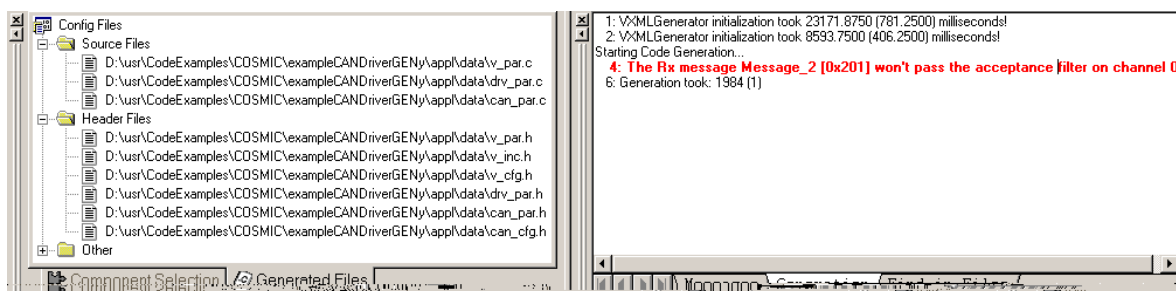 Config Files
Source Files
D:\usr\CodeExamples\COSMIC\exampleCANDriverGENy\appl\data\v_par.c
D:\usr\CodeExamples\COSMIC\exampleCANDriverGENy\appl\data\drv_par.c
D:\usr\CodeExamples\COSMIC\exampleCANDriverGENy\appl\data\can_par.c
Header Files
D:\usr\CodeExamples\COSMIC\exampleCANDriverGENy\appl\data\v_par.h
D:\usr\CodeExamples\COSMIC\exampleCANDriverGENy\appl\data\v_inc.h
D:\usr\CodeExamples\COSMIC\exampleCANDriverGENy\appl\data\v_cfg.h
D:\usr\CodeExamples\COSMIC\exampleCANDriverGENy\appl\data\drv_par.h
D:\usr\CodeExamples\COSMIC\exampleCANDriverGENy\appl\data\can_par.h
D:\usr\CodeExamples\COSMIC\exampleCANDriverGENy\appl\data\can_cfg.h
Other
Component Selection
Generated Files
1: VXMLGenerator initialization took 23171.8750 (781.2500) milliseconds!
2: VXMLGenerator initialization took 8593.7500 (406.2500) milliseconds!
Starting Code Generation...
4: The Rx message Message_2 [0x201] won't pass the acceptance filter on channel 0
6: Generation took: 1984 (1)